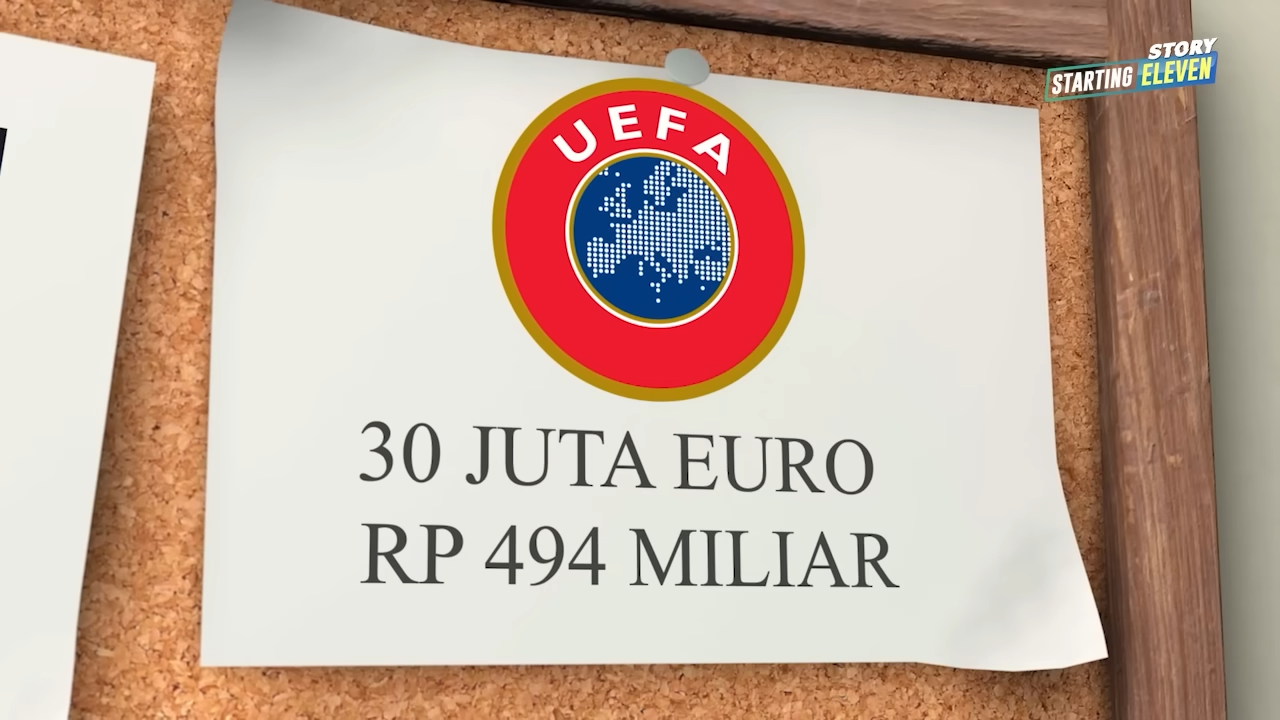 STORY
STARTING ELEVEN
UEFA
30 JUTA EURO
RP 494 MILIAR